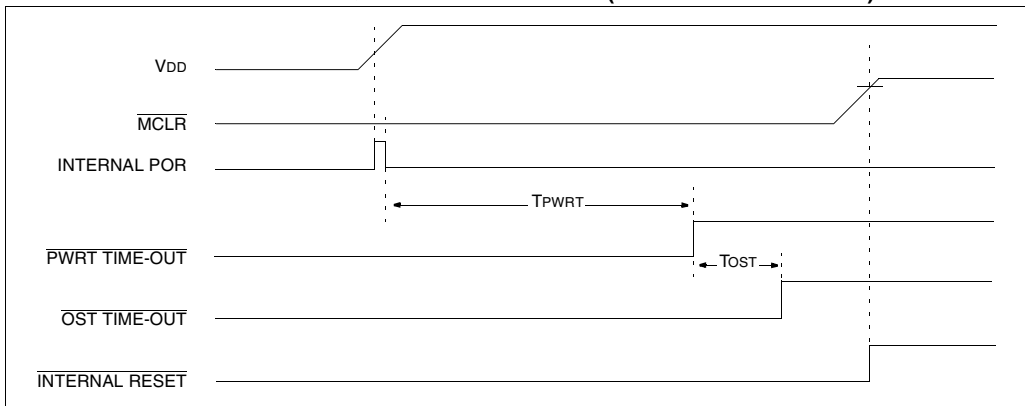 VDD
MCLR
INTERNAL POR
TPWRT
PWRT TIME-OUT
TOST
OST TIME-OUT
INTERNAL RESET